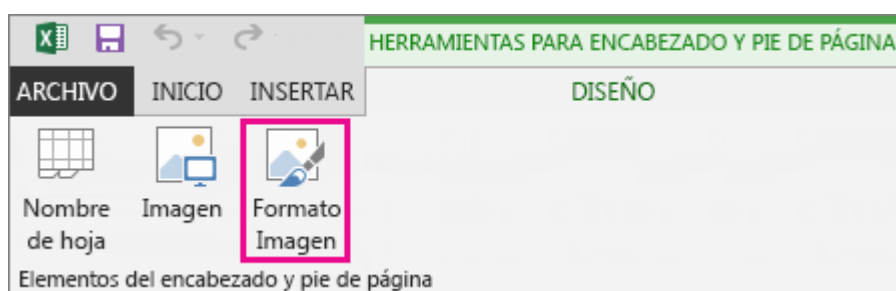 HERRAMIENTAS PARA ENCABEZADO Y PIE DE PÁGINA
ARCHIVO INICIO INSERTAR DISEÑO
Nombre de hoja
Imagen
Formato Imagen
Elementos del encabezado y pie de página